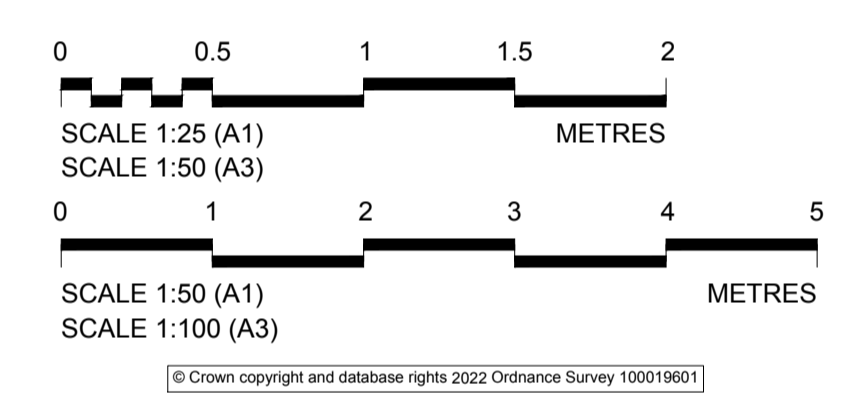 0 0.5 1 1.5 2
SCALE 1:25 (A1) METRES
SCALE 1:50 (A3)
0 1 2 3 4 5
SCALE 1:50 (A1) METRES
SCALE 1:100 (A3)
© Crown copyright and database rights 2022 Ordnance Survey 100019601